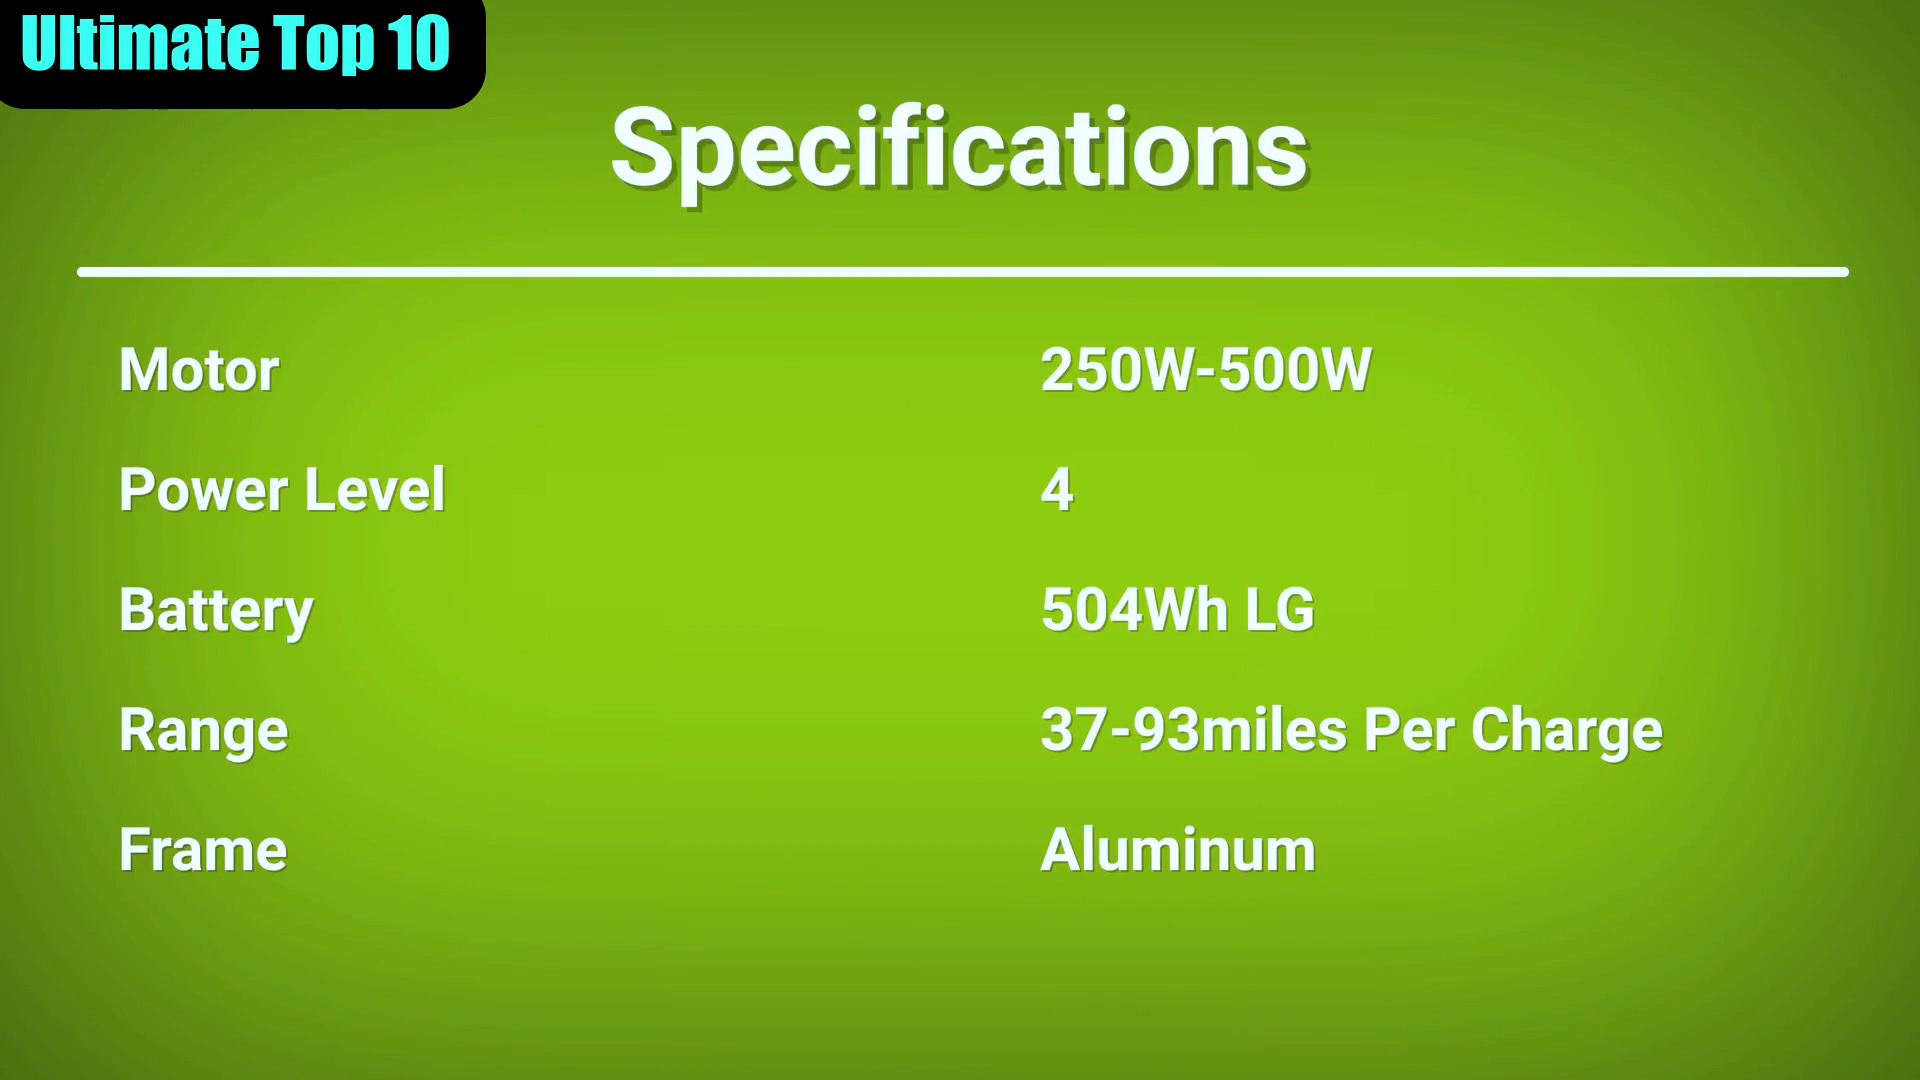 Ultimate Top 10
Specifications
Motor 250W-500W
Power Level 4
Battery 504Wh LG
Range 37-93miles Per Charge
Frame Aluminum